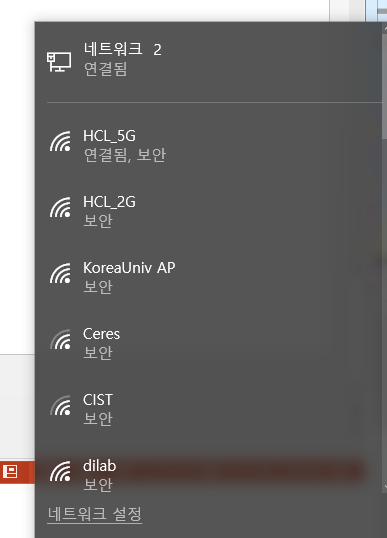 네트워크 2
연결됨
HCL_5G
연결됨, 보안
HCL_2G
보안
KoreaUniv AP
보안
Ceres
보안
CIST
보안
dilab
보안
네트워크 설정